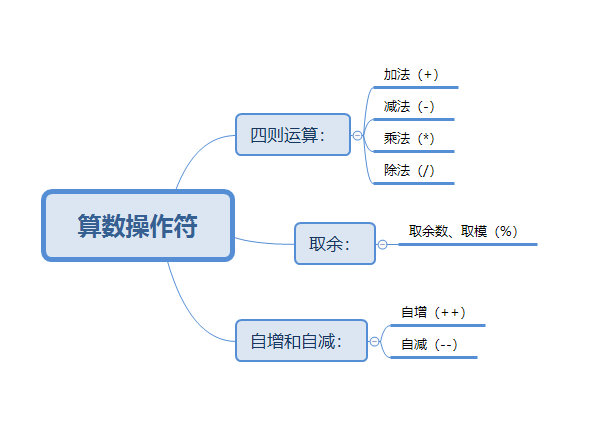 算数操作符
四则运算：
加法（+）
减法（-）
乘法（*）
除法（/）
取余：
取余数、取模（%）
自增和自减：
自增（++）
自减（--）